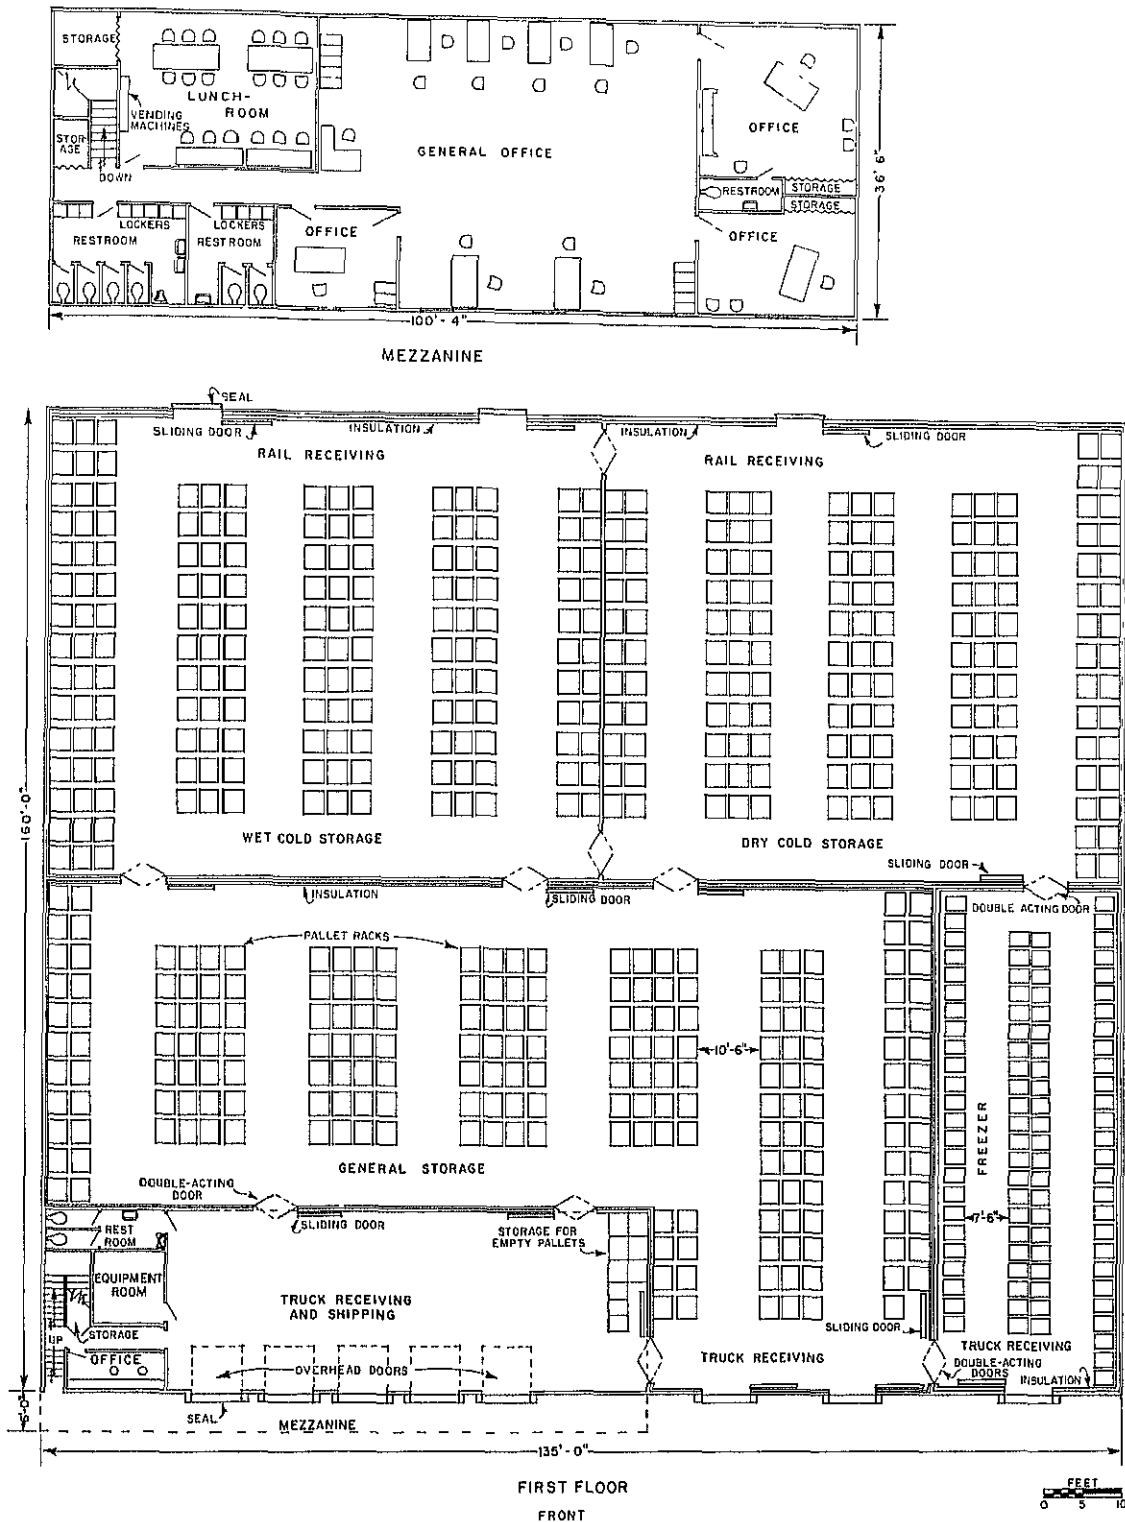 STORAGE
LUNCH-
ROOM
VENDING
MACHINES
STOR-
AGE
DOWN
GENERAL OFFICE
OFFICE
RESTROOM
STORAGE
STORAGE
36'6"
LOCKERS
RESTROOM
LOCKERS
RESTROOM
OFFICE
OFFICE
100'-4"
MEZZANINE
SEAL
SLIDING DOOR
INSULATION
INSULATION
SLIDING DOOR
RAIL RECEIVING
RAIL RECEIVING
160'-0"
WET COLD STORAGE
DRY COLD STORAGE
SLIDING DOOR
INSULATION
SLIDING DOOR
DOUBLE ACTING DOOR
PALLET RACKS
10'-6"
FREEZER
GENERAL STORAGE
DOUBLE-ACTING
DOOR
SLIDING DOOR
STORAGE FOR
EMPTY PALLETS
7'-6"
REST
ROOM
EQUIPMENT
ROOM
TRUCK RECEIVING
AND SHIPPING
STORAGE
UP
OFFICE
OVERHEAD DOORS
SLIDING DOOR
TRUCK RECEIVING
TRUCK RECEIVING
DOUBLE-ACTING
DOORS
INSULATION
6'-0"
SEAL
MEZZANINE
135'-0"
FIRST FLOOR
FRONT
FEET
0 5 10